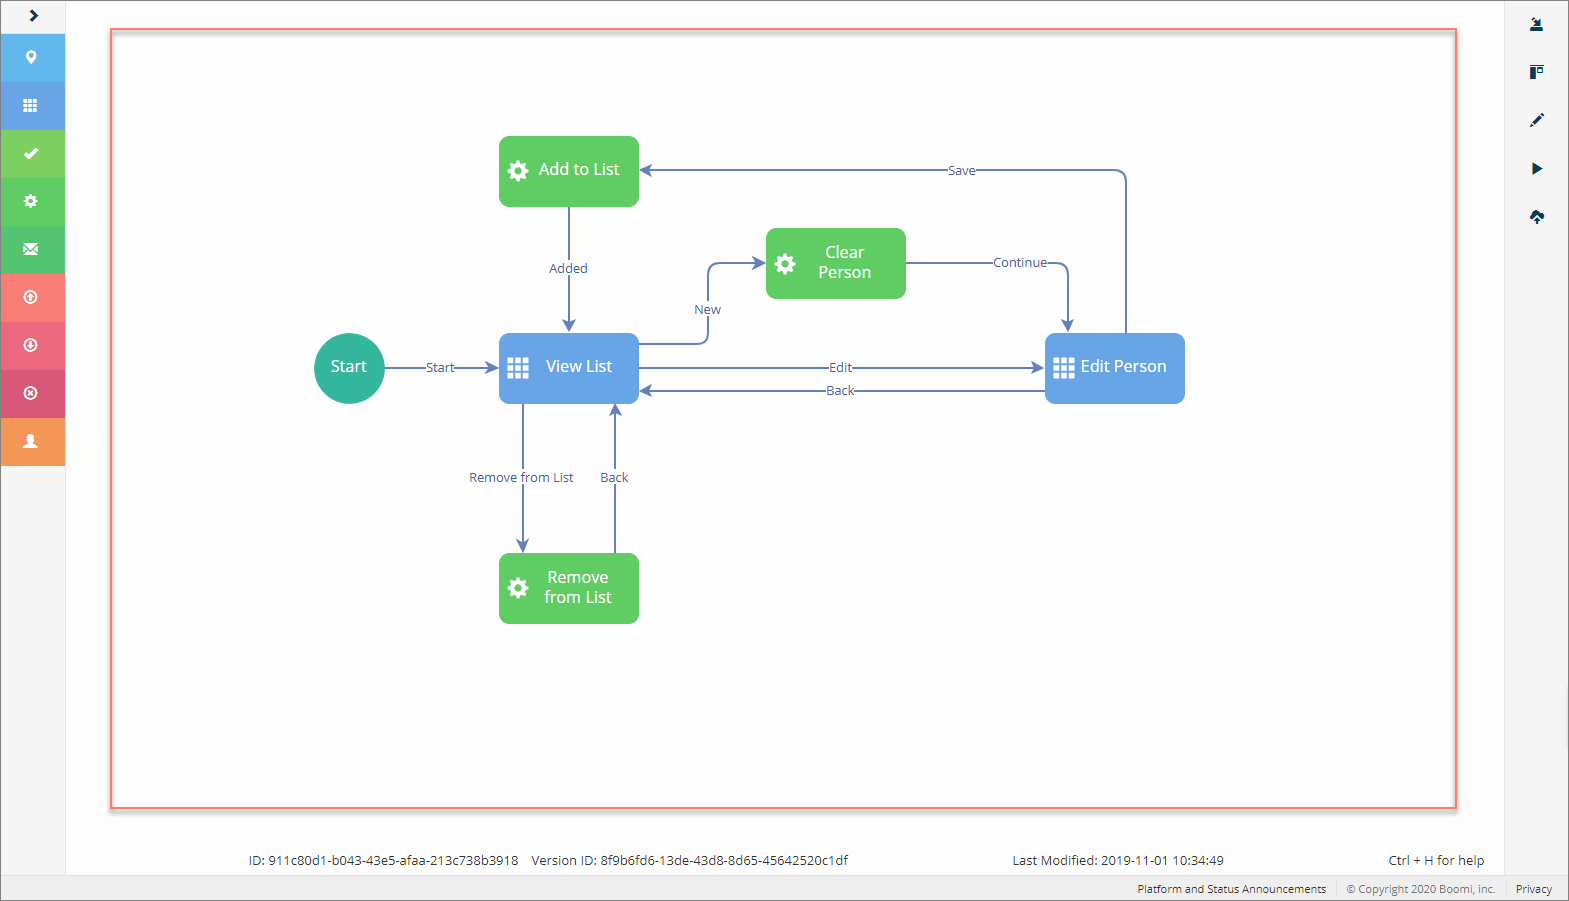 Add to List
Save
Clear
Person
Continue
Added
New
Start
Start
View List
Edit
Edit Person
Back
Remove from List
Back
Remove
from List
ID: 911c80d1-b043-43e5-afaa-213c738b3918 Version ID: 8f9b6fd6-13de-43d8-8d65-45642520c1df Last Modified: 2019-11-01 10:34:49 Ctrl + H for help
Platform and Status Announcements © Copyright 2020 Boomi, inc. Privacy